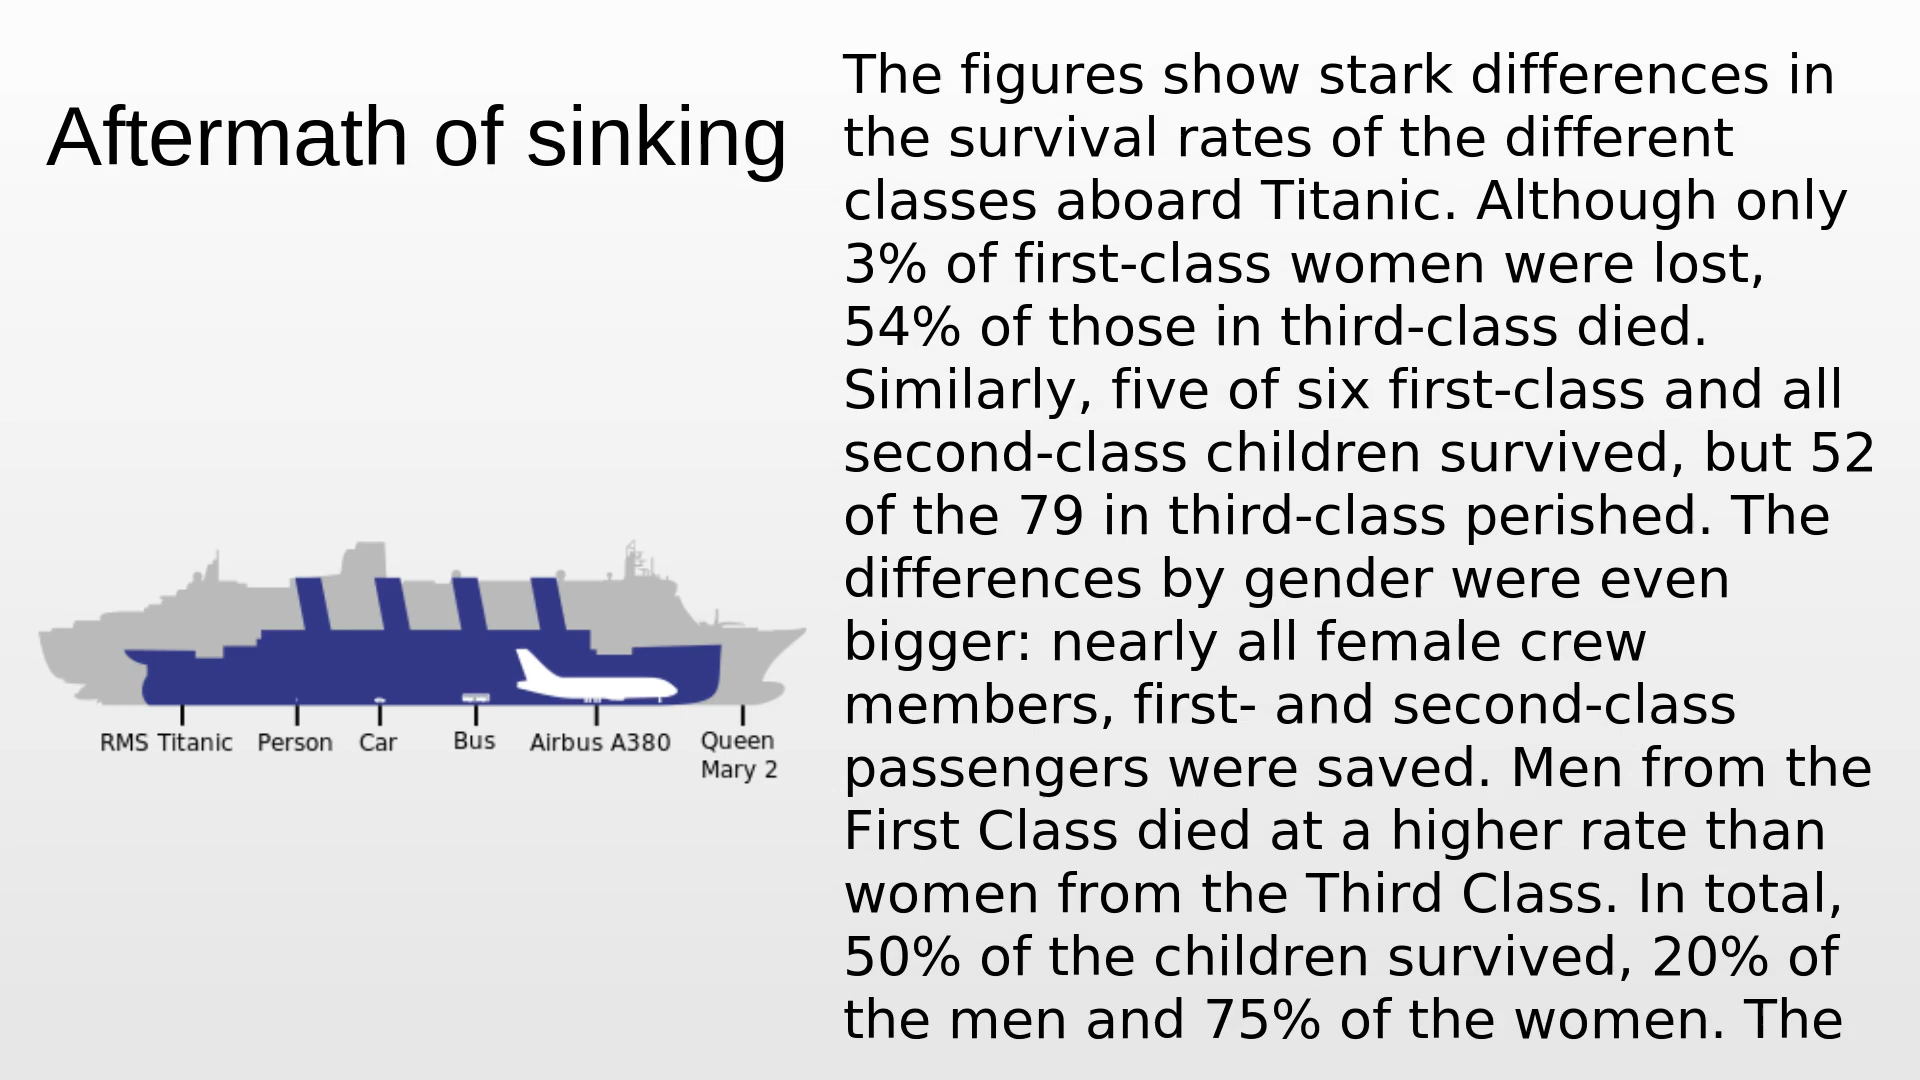 Aftermath of sinking
The figures show stark differences in
the survival rates of the different
classes aboard Titanic. Although only
3% of first-class women were lost,
54% of those in third-class died.
Similarly, five of six first-class and all
second-class children survived, but 52
of the 79 in third-class perished. The
differences by gender were even
bigger: nearly all female crew
members, first- and second-class
passengers were saved. Men from the
First Class died at a higher rate than
women from the Third Class. In total,
50% of the children survived, 20% of
the men and 75% of the women. The
RMS Titanic Person Car Bus Airbus A380 Queen
Mary 2